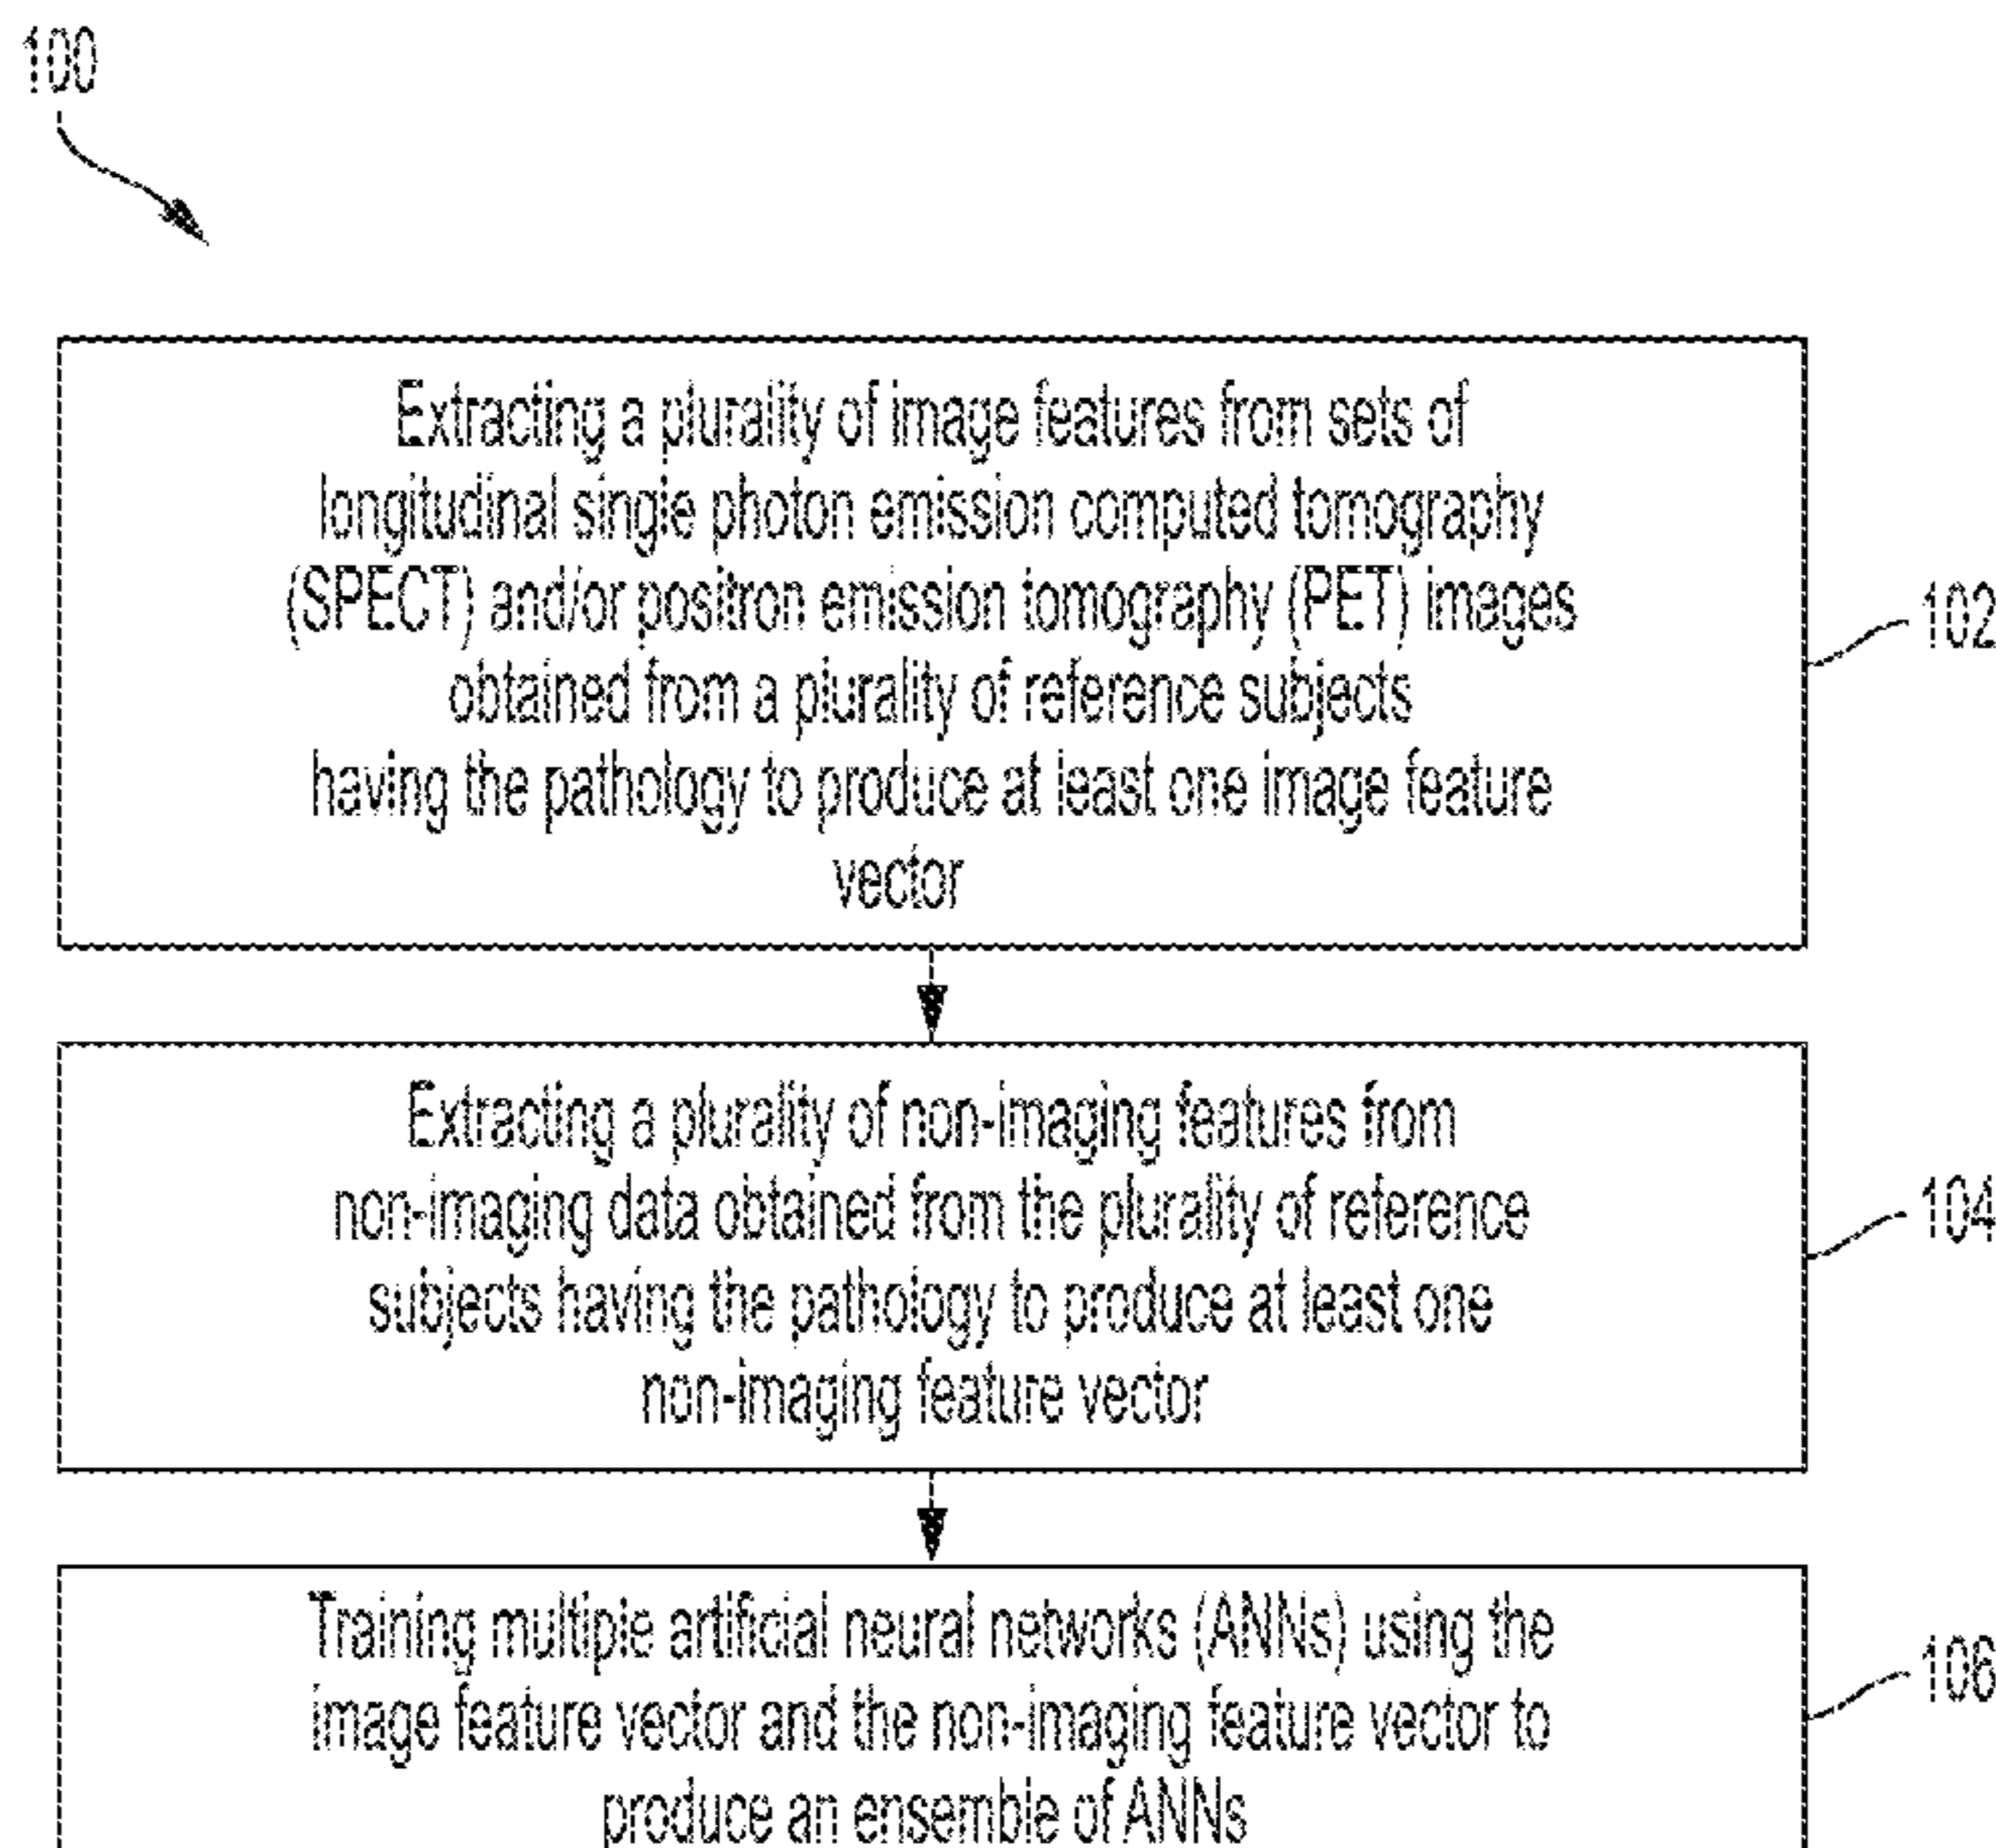 100
Extracting a plurality of image features from sets of
longitudinal single photon emission computed tomography
(SPECT) and/or positron emission tomography (PET) images
obtained from a plurality of reference subjects
having the pathology to produce at least one image feature
vector
102
Extracting a plurality of non-imaging features from
non-imaging data obtained from the plurality of reference
subjects having the pathology to produce at least one
non-imaging feature vector
104
Training multiple artificial neural networks (ANNs) using the
image feature vector and the non-imaging feature vector to
produce an ensemble of ANNs
106